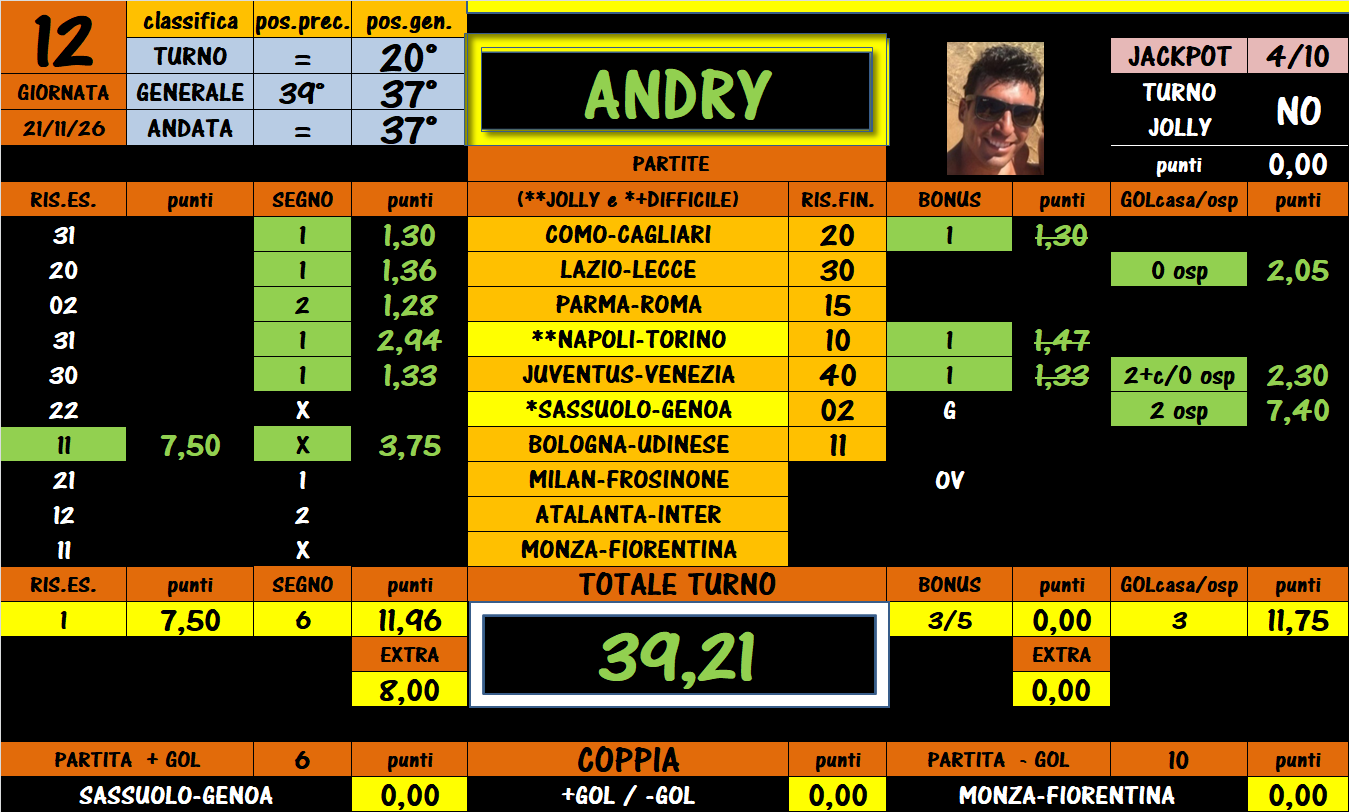 12 classifica pos.prec. pos.gen.
TURNO = 20°
GIORNATA GENERALE 39° 37°
21/11/26 ANDATA = 37°
ANDRY
JACKPOT 4/10
TURNO JOLLY NO
punti 0,00
PARTITE
RIS.ES. punti SEGNO punti (**JOLLY e *+DIFFICILE) RIS.FIN. BONUS punti GOLcasa/osp punti
31 1 1,30 COMO-CAGLIARI 20 1 1,30
20 1 1,36 LAZIO-LECCE 30 0 osp 2,05
02 2 1,28 PARMA-ROMA 15
31 1 2,94 **NAPOLI-TORINO 10 1 1,47
30 1 1,33 JUVENTUS-VENEZIA 40 1 1,33 2+c/0 osp 2,30
22 X *SASSUOLO-GENOA 02 G 2 osp 7,40
11 7,50 X 3,75 BOLOGNA-UDINESE 11
21 1 MILAN-FROSINONE OV
12 2 ATALANTA-INTER
11 X MONZA-FIORENTINA
RIS.ES. punti SEGNO punti TOTALE TURNO BONUS punti GOLcasa/osp punti
1 7,50 6 11,96 39,21 3/5 0,00 3 11,75
EXTRA EXTRA
8,00 0,00
PARTITA + GOL 6 punti COPPIA punti PARTITA - GOL 10 punti
SASSUOLO-GENOA 0,00 +GOL / -GOL 0,00 MONZA-FIORENTINA 0,00